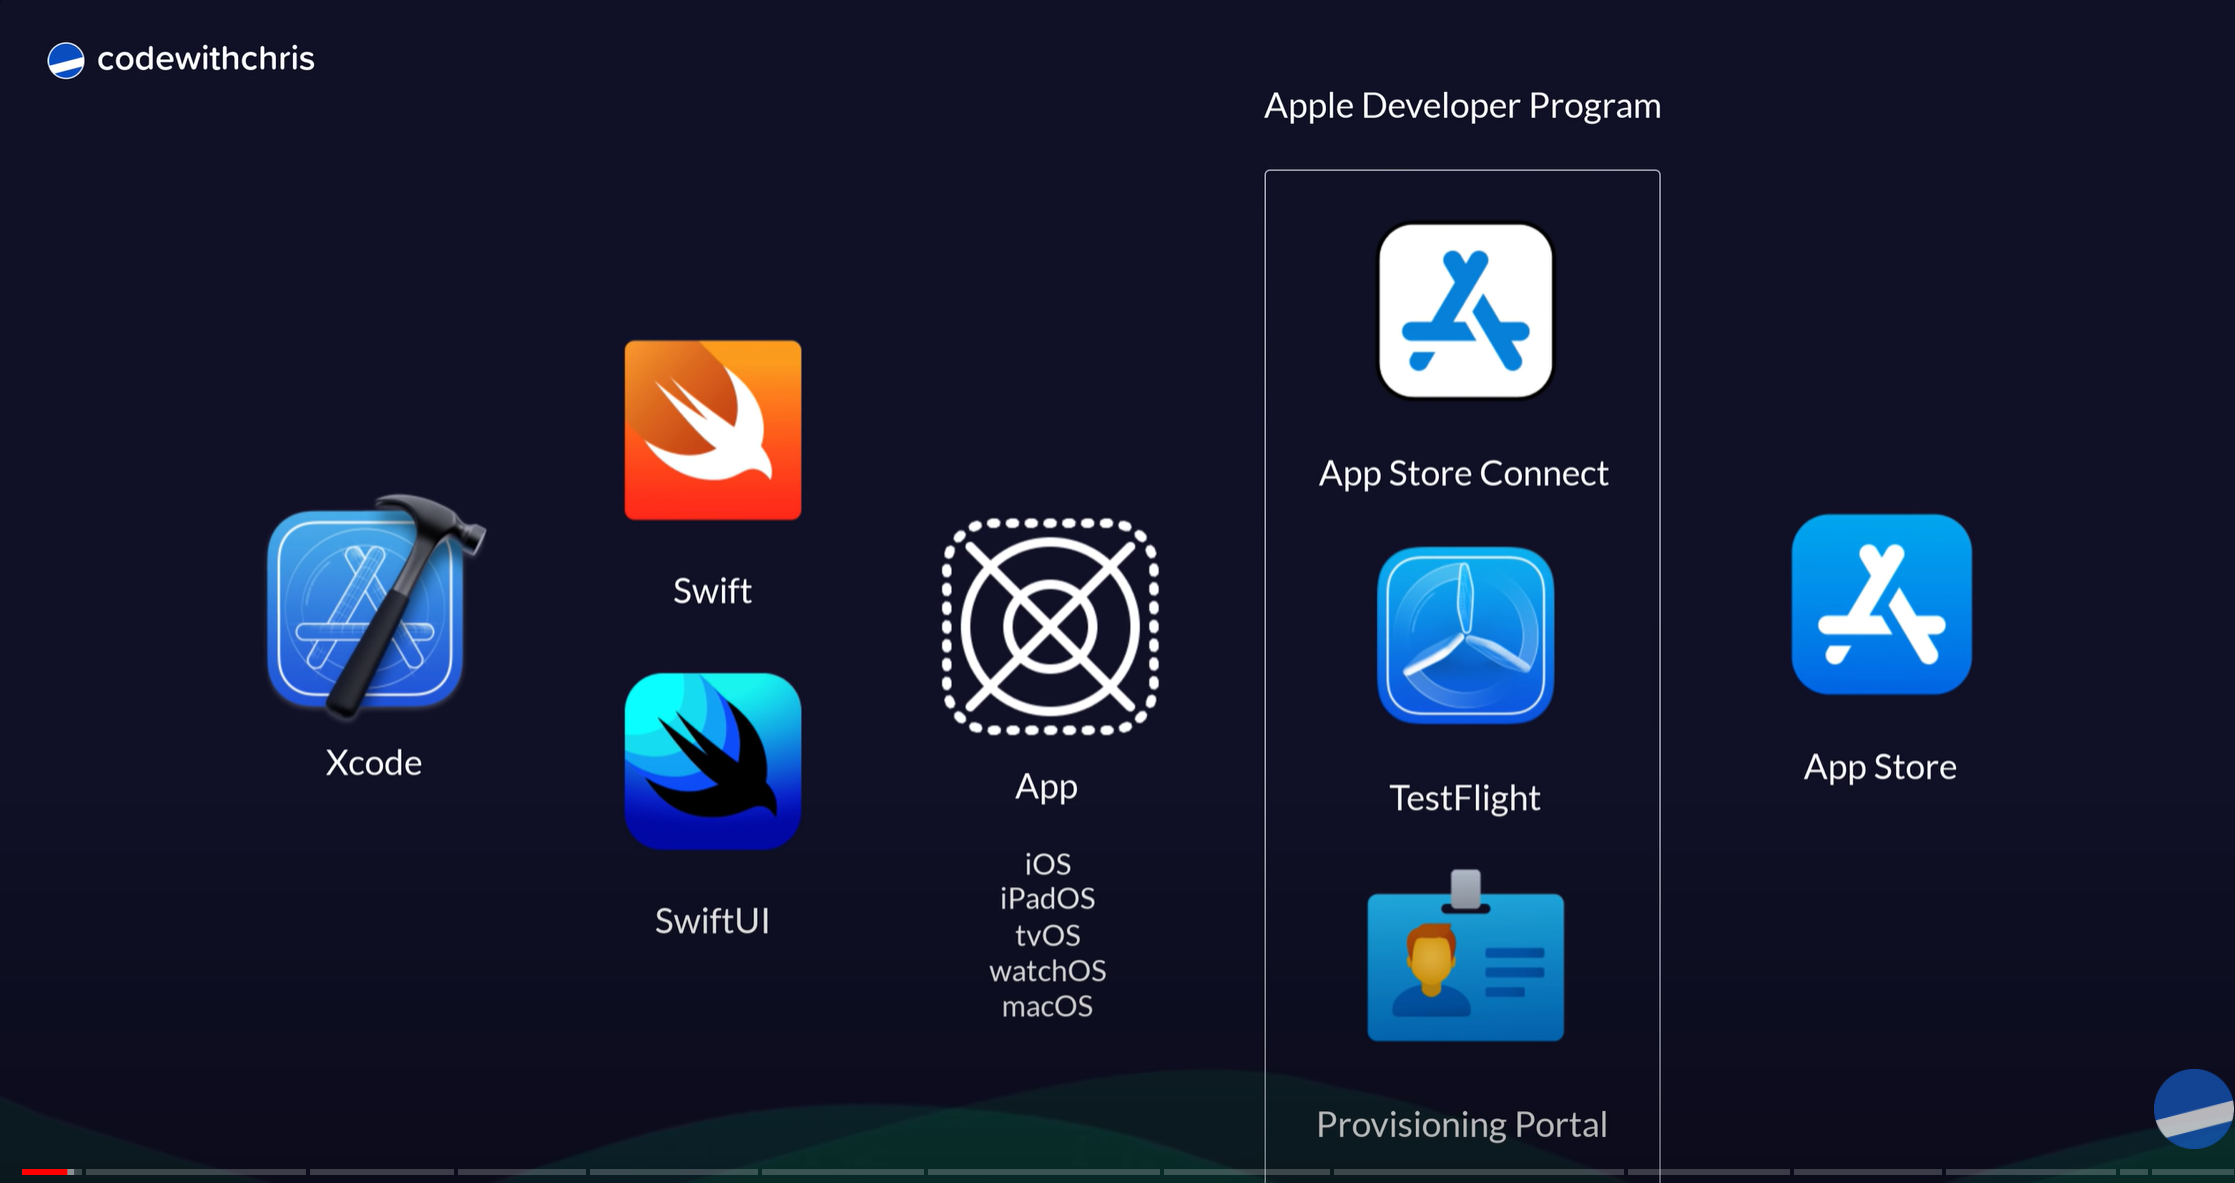 codewithchris
Apple Developer Program
Xcode
Swift
SwiftUI
App
iOS
iPadOS
tvOS
watchOS
macOS
App Store Connect
TestFlight
Provisioning Portal
App Store